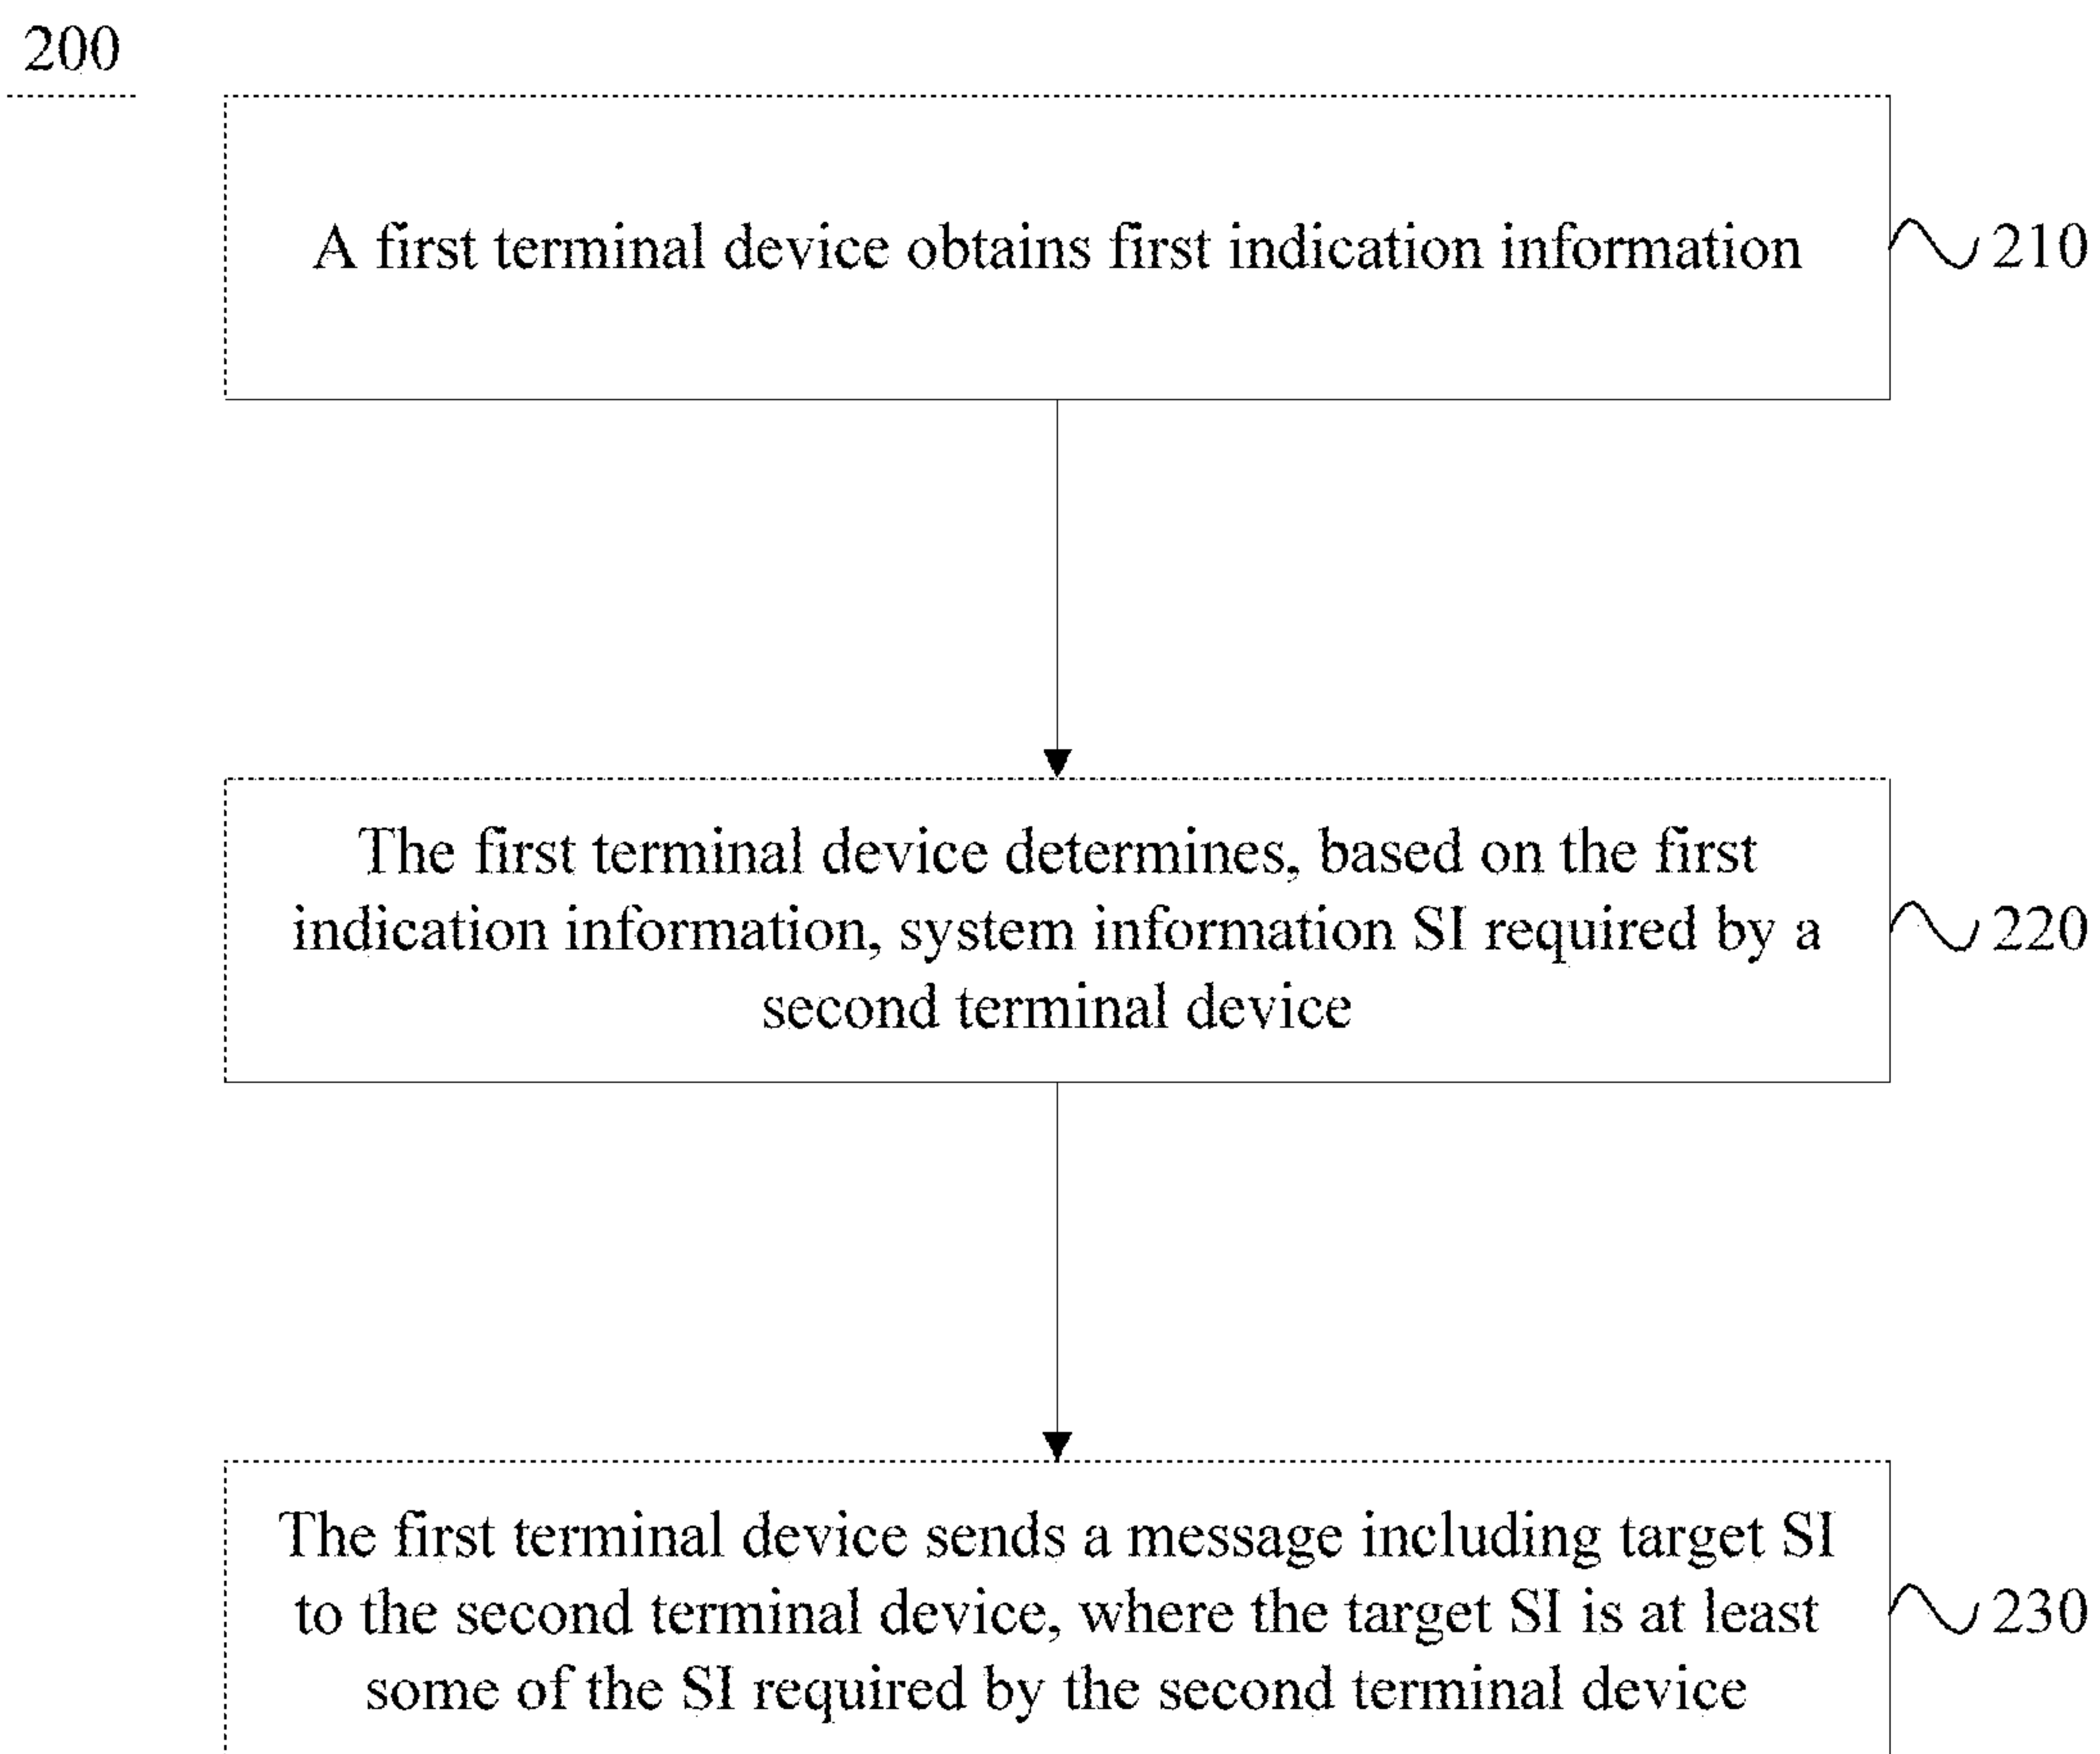 200
A first terminal device obtains first indication information
210
The first terminal device determines, based on the first
indication information, system information SI required by a
second terminal device
220
The first terminal device sends a message including target SI
to the second terminal device, where the target SI is at least
some of the SI required by the second terminal device
230